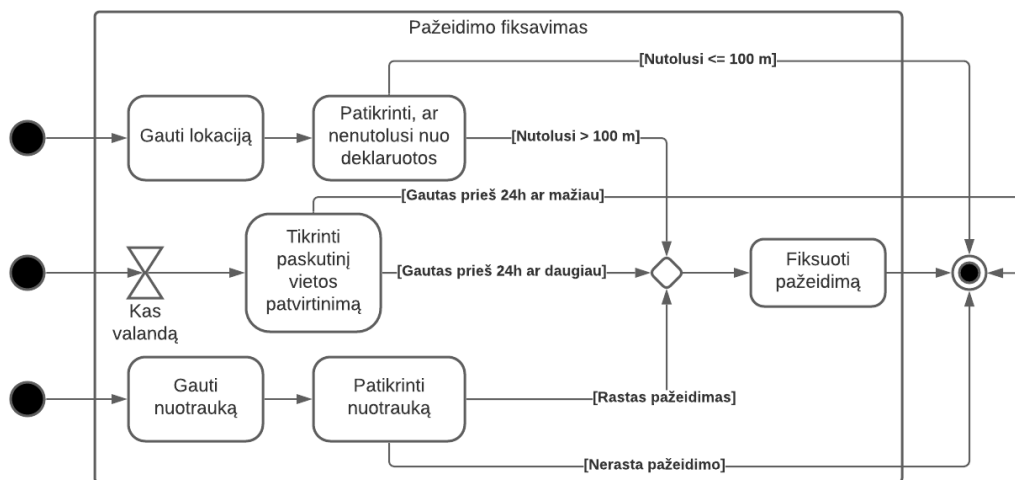 Pažeidimo fiksavimas
[Nutolusi <= 100 m]
Gauti lokaciją
Patikrinti, ar
nenutolusi nuo
deklaruotos
[Nutolusi > 100 m]
[Gautas prieš 24h ar mažiau]
Kas
valandą
Tikrinti
paskutinį
vietos
patvirtinimą
[Gautas prieš 24h ar daugiau]
Fiksuoti
pažeidimą
Gauti
nuotrauką
Patikrinti
nuotrauką
[Rastas pažeidimas]
[Nerasta pažeidimo]